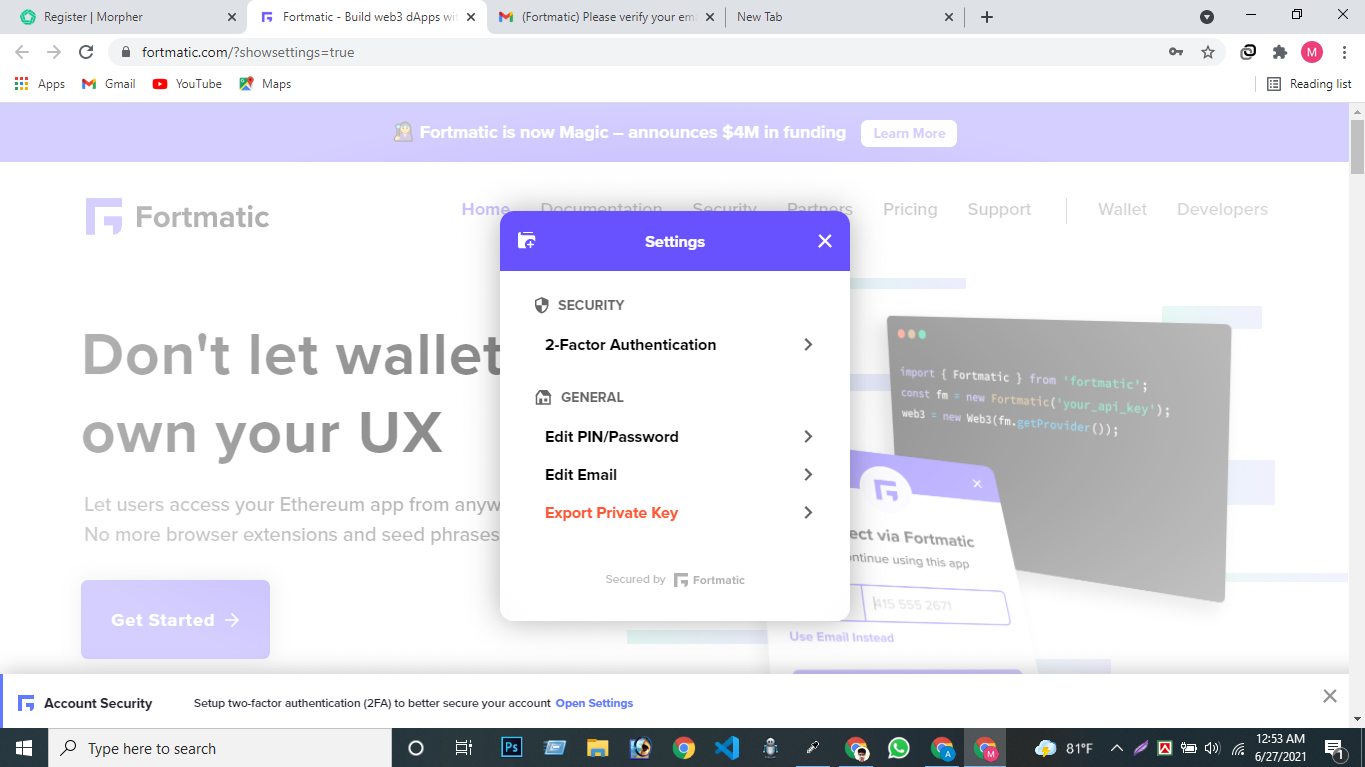 Register | Morpher
Fortmatic - Build web3 dApps wit
(Fortmatic) Please verify your ema
New Tab
fortmatic.com/?showsettings=true
M
Apps
Gmail
YouTube
Maps
Reading list
Fortmatic is now Magic – announces $4M in funding
Learn More
Fortmatic
Home
Documentation
Security
Partners
Pricing
Support
Wallet
Developers
Settings
SECURITY
2-Factor Authentication
GENERAL
Edit PIN/Password
Edit Email
Export Private Key
Secured by Fortmatic
Don't let wallet
own your UX
Let users access your Ethereum app from anyw
No more browser extensions and seed phrases
Get Started
import { Fortmatic } from 'fortmatic';
const fm = new Fortmatic('your_api_key');
web3 = new Web3(fm.getProvider());
ect via Fortmatic
ontinue using this app
415 555 2671
Use Email Instead
Account Security
Setup two-factor authentication (2FA) to better secure your account Open Settings
Type here to search
Ps
A
M
81°F
12:53 AM
6/27/2021
1